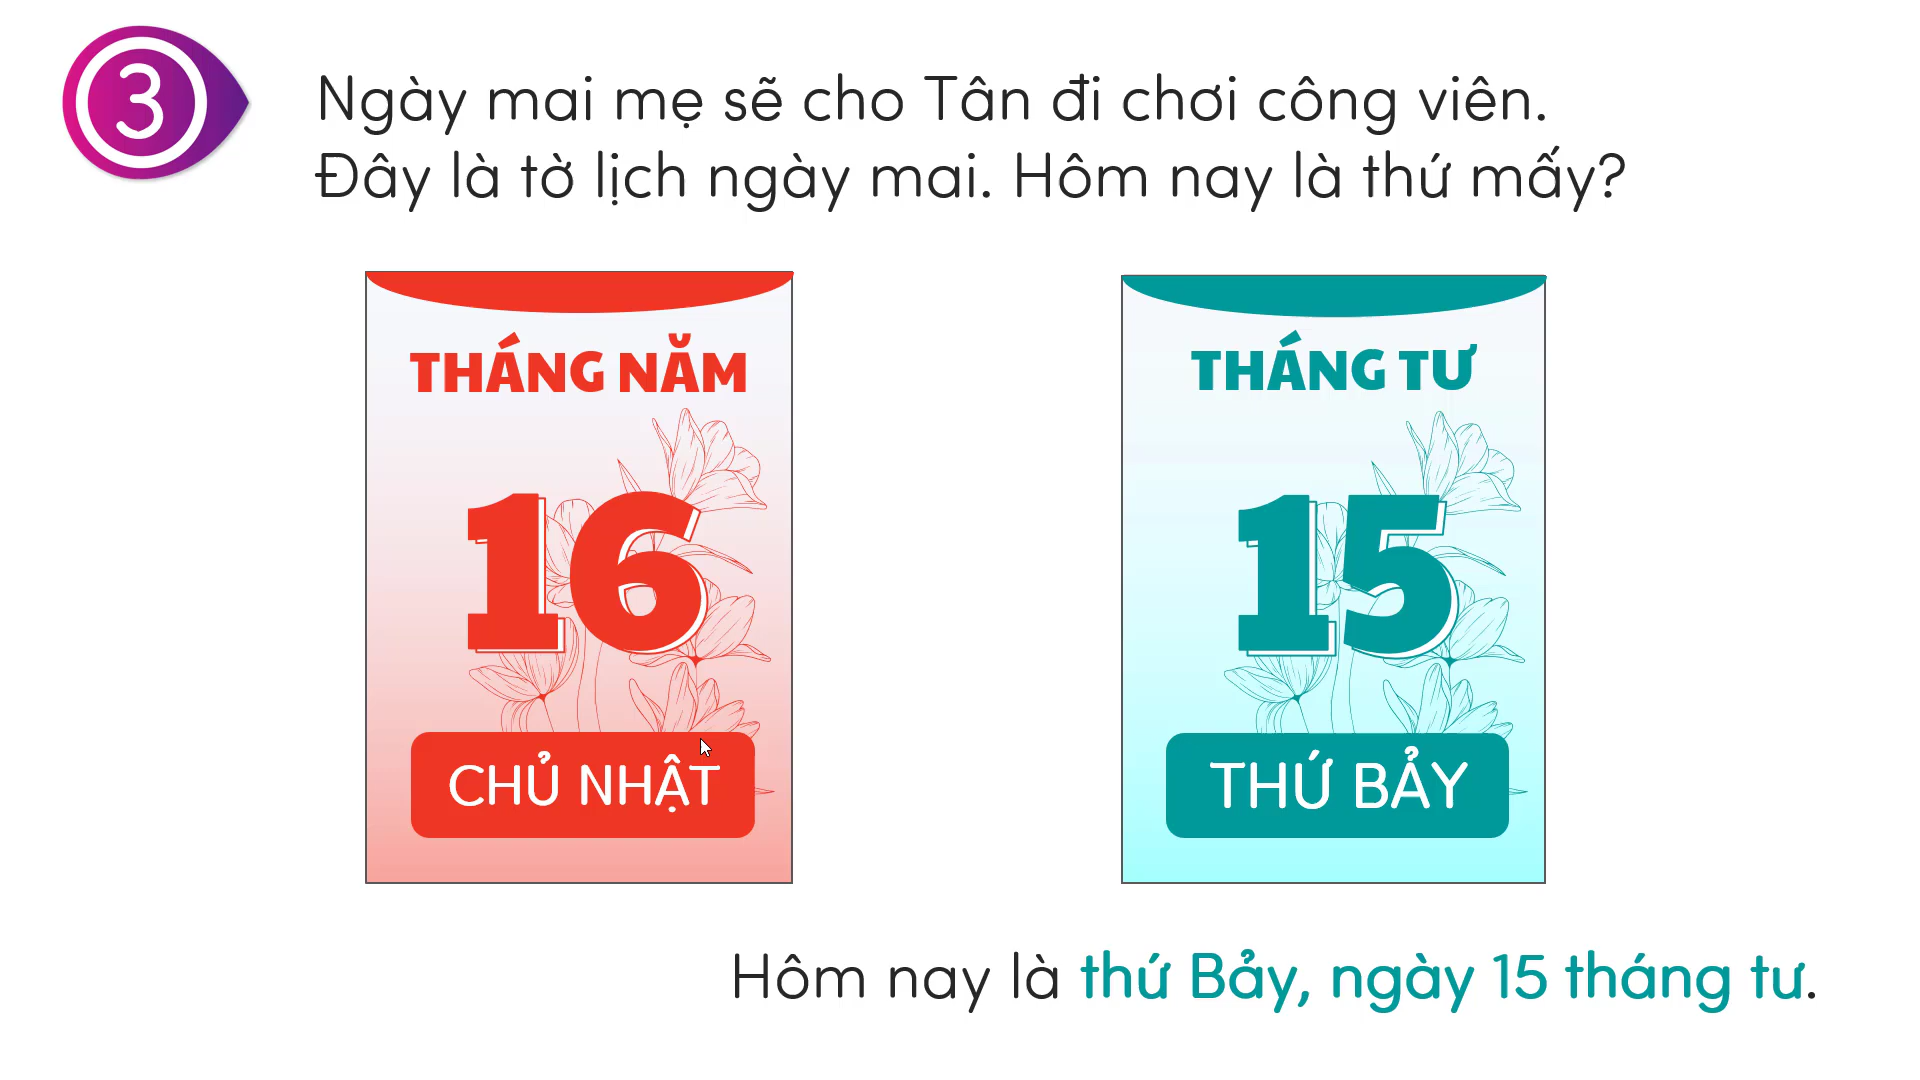 3
Ngày mai mẹ sẽ cho Tân đi chơi công viên.
Đây là tờ lịch ngày mai. Hôm nay là thứ mấy?
THÁNG NĂM
16
CHỦ NHẬT
THÁNG TƯ
15
THỨ BẢY
Hôm nay là thứ Bảy, ngày 15 tháng tư.